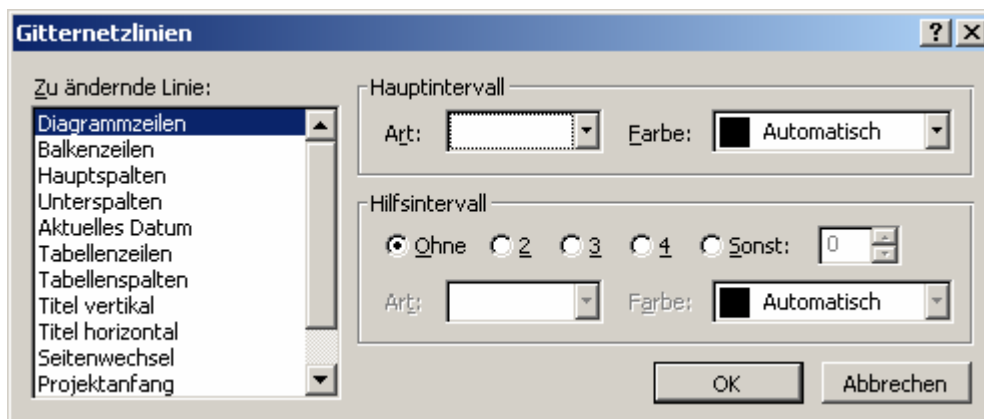 Gitternetzlinien
Zu ändernde Linie:
Diagrammzeilen
Balkenzeilen
Hauptspalten
Unterspalten
Aktuelles Datum
Tabellenzeilen
Tabellenspalten
Titel vertikal
Titel horizontal
Seitenwechsel
Projektanfang
Hauptintervall
Art: Farbe: Automatisch
Hilfsintervall
Ohne 2 3 4 Sonst: 0
Art: Farbe: Automatisch
OK Abbrechen